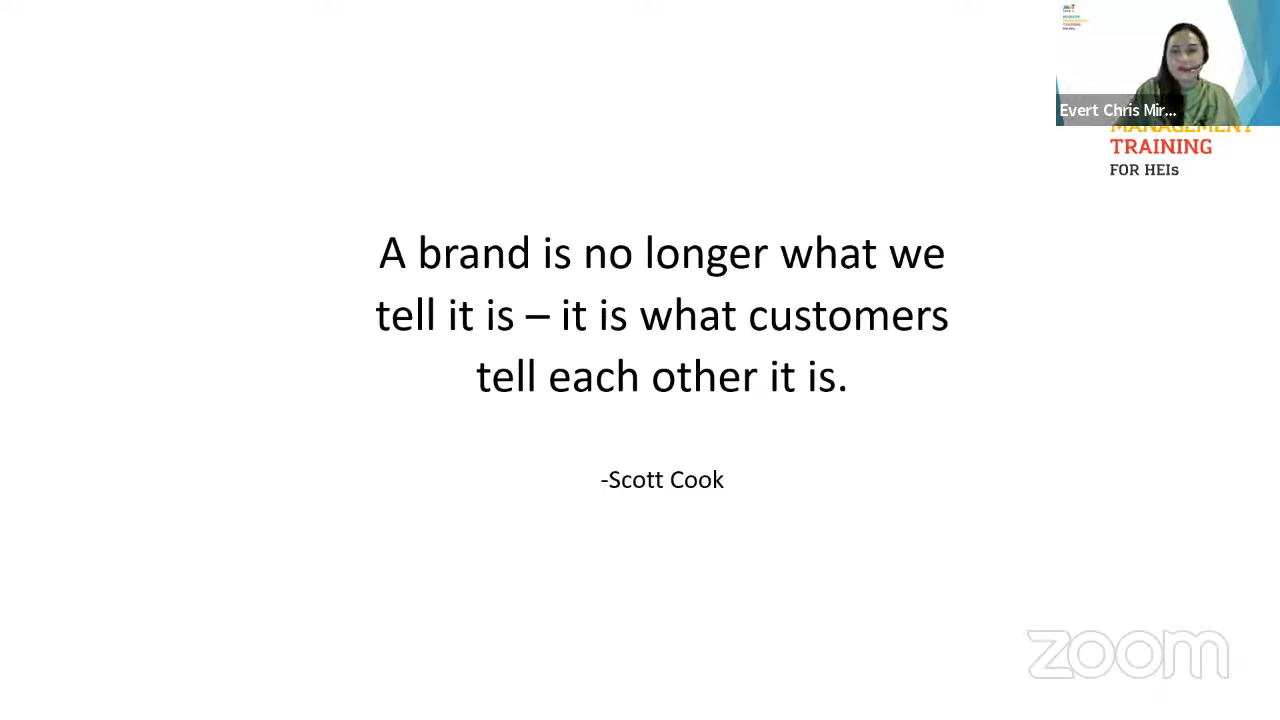 Evert Chris Mir...
MANAGEMENT
TRAINING
FOR HEIs
A brand is no longer what we
tell it is – it is what customers
tell each other it is.
-Scott Cook
zoom